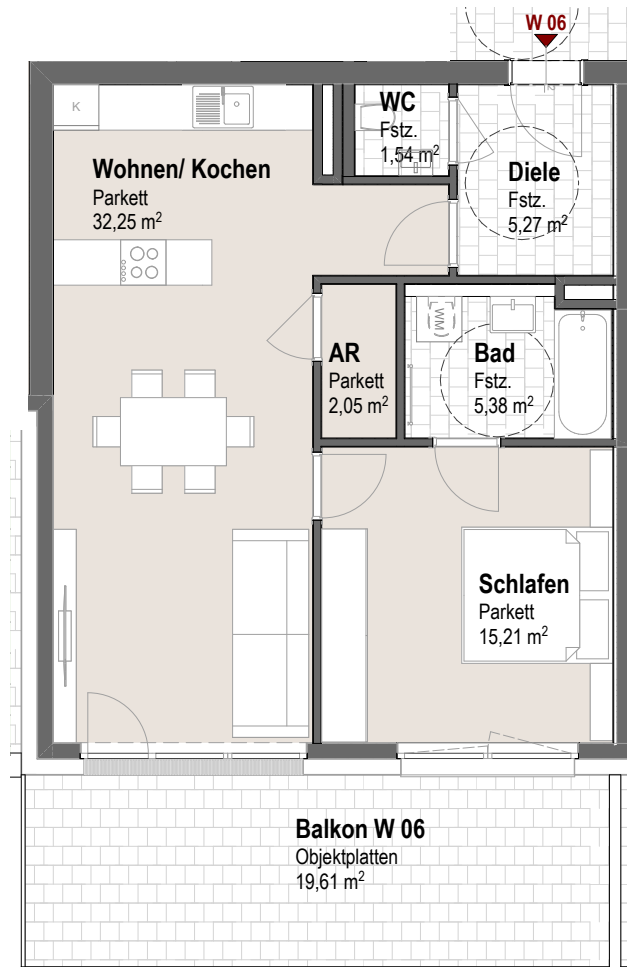 W 06
K
WC
Fstz.
1,54 m²
Wohnen/ Kochen
Parkett
32,25 m²
Diele
Fstz.
5,27 m²
WM
AR
Parkett
2,05 m²
Bad
Fstz.
5,38 m²
Schlafen
Parkett
15,21 m²
Balkon W 06
Objektplatten
19,61 m²